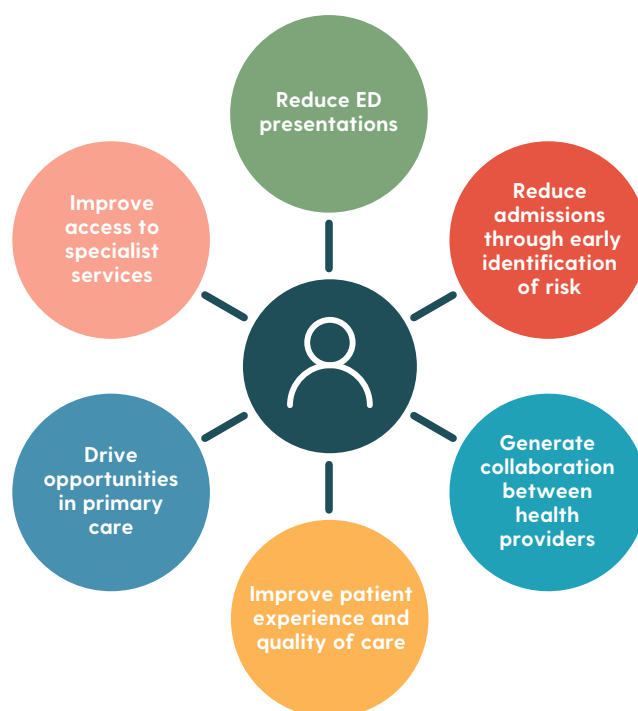 Reduce ED
presentations
Reduce
admissions
through early
identification
of risk
Generate
collaboration
between
health
providers
Improve patient
experience and
quality of care
Drive
opportunities
in primary
care
Improve
access to
specialist
services